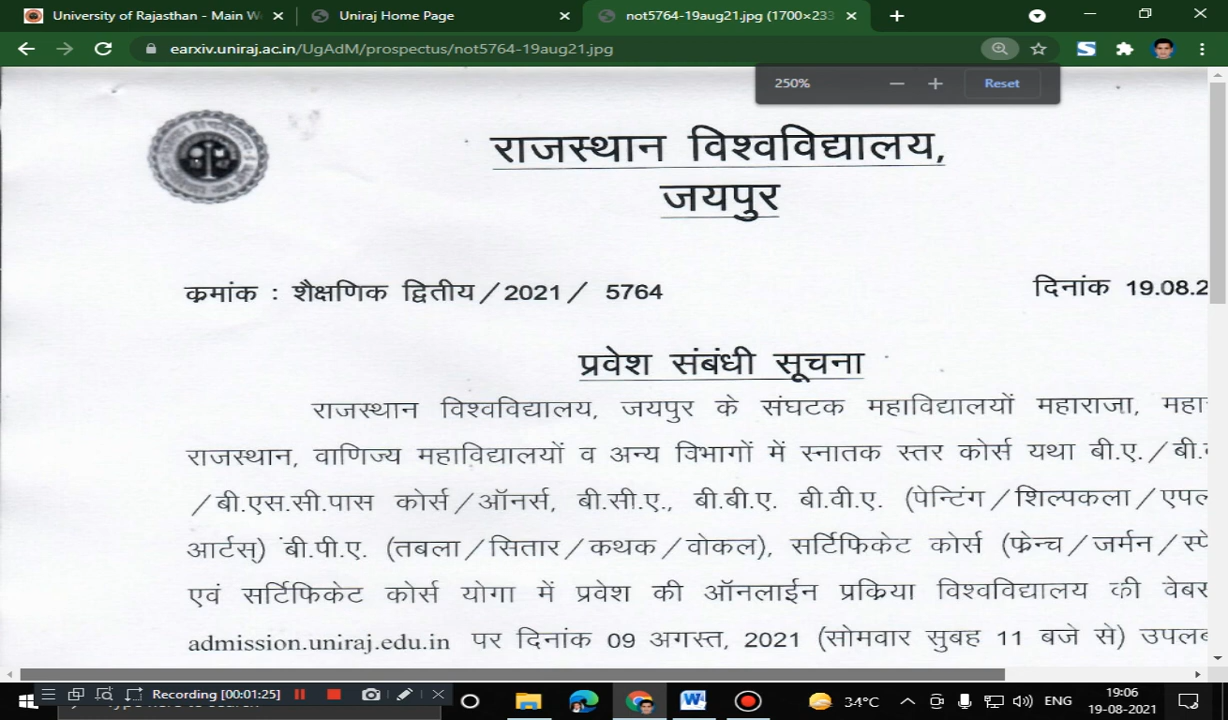 University of Rajasthan - Main W
Uniraj Home Page
not5764-19aug21.jpg (1700×233
earxiv.uniraj.ac.in/UgAdM/prospectus/not5764-19aug21.jpg
250%
Reset
राजस्थान विश्वविद्यालय,
जयपुर
क्रमांक : शैक्षणिक द्वितीय/2021/ 5764
दिनांक 19.08.2
प्रवेश संबंधी सूचना
राजस्थान विश्वविद्यालय, जयपुर के संघटक महाविद्यालयों महाराजा, महा
राजस्थान, वाणिज्य महाविद्यालयों व अन्य विभागों में स्नातक स्तर कोर्स यथा बी.ए./बी.
/बी.एस.सी.पास कोर्स/ऑनर्स, बी.सी.ए., बी.बी.ए. बी.वी.ए. (पेन्टिंग/शिल्पकला/एपल
आर्टस्) बी.पी.ए. (तबला/सितार/कथक/वोकल), सर्टिफिकेट कोर्स (फ्रेन्च/जर्मन/स्पे
एवं सर्टिफिकेट कोर्स योगा में प्रवेश की ऑनलाईन प्रक्रिया विश्वविद्यालय की वेबस
admission.uniraj.edu.in पर दिनांक 09 अगस्त, 2021 (सोमवार सुबह 11 बजे से) उपलब
Recording [00:01:25]
34°C
ENG
19:06
19-08-2021